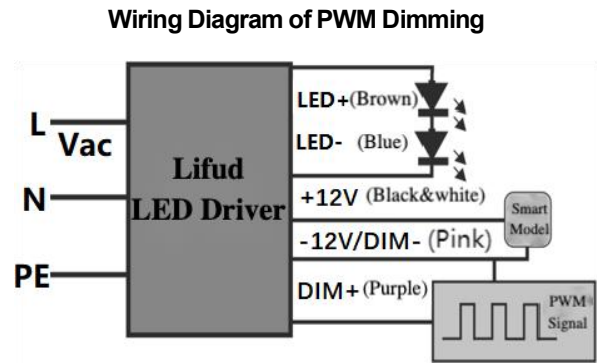 Wiring Diagram of PWM Dimming
L
Vac
N
PE
Lifud
LED Driver
LED+(Brown)
LED- (Blue)
+12V (Black&white)
-12V/DIM- (Pink)
DIM+(Purple)
Smart
Model
PWM
Signal